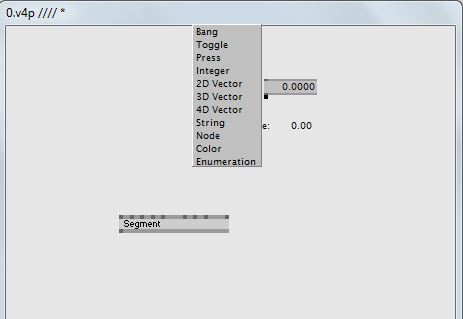 0.v4p //// *
Bang
Toggle
Press
Integer
2D Vector
3D Vector
4D Vector
String
Node
Color
Enumeration
0.0000
e: 0.00
Segment